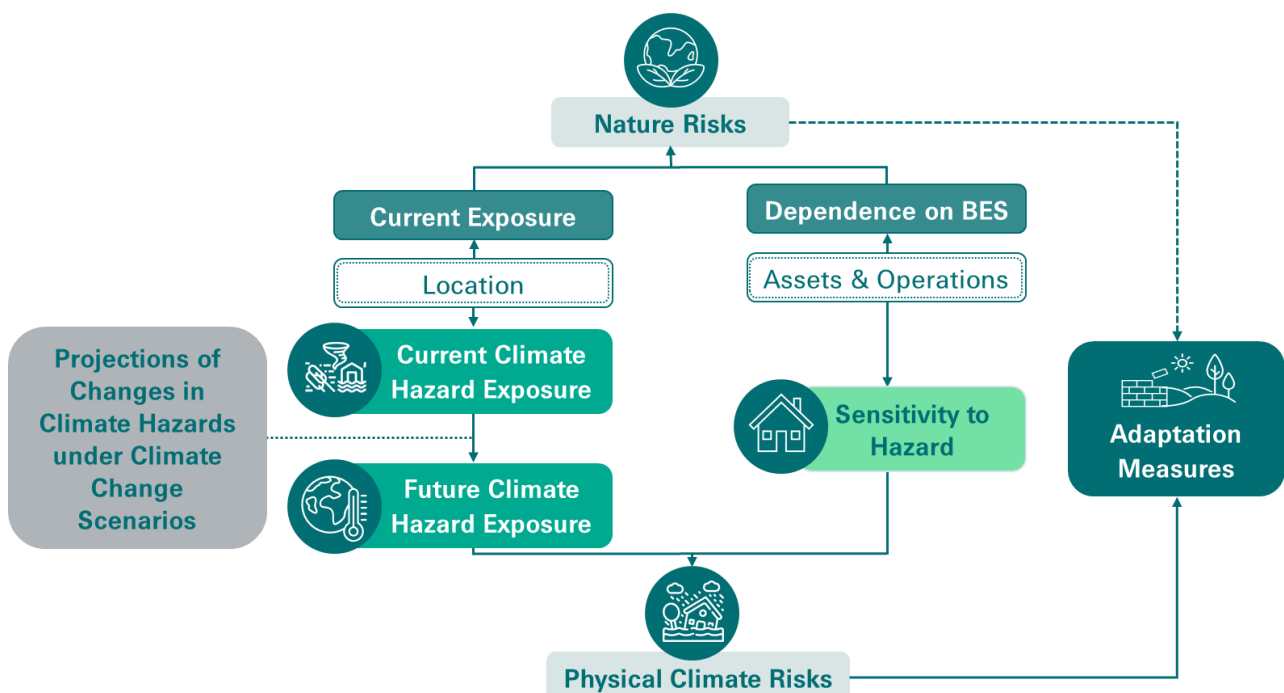 Nature Risks
Current Exposure
Dependence on BES
Location
Assets & Operations
Projections of
Changes in
Climate Hazards
under Climate
Change
Scenarios
Current Climate
Hazard Exposure
Sensitivity to
Hazard
Adaptation
Measures
Future Climate
Hazard Exposure
Physical Climate Risks